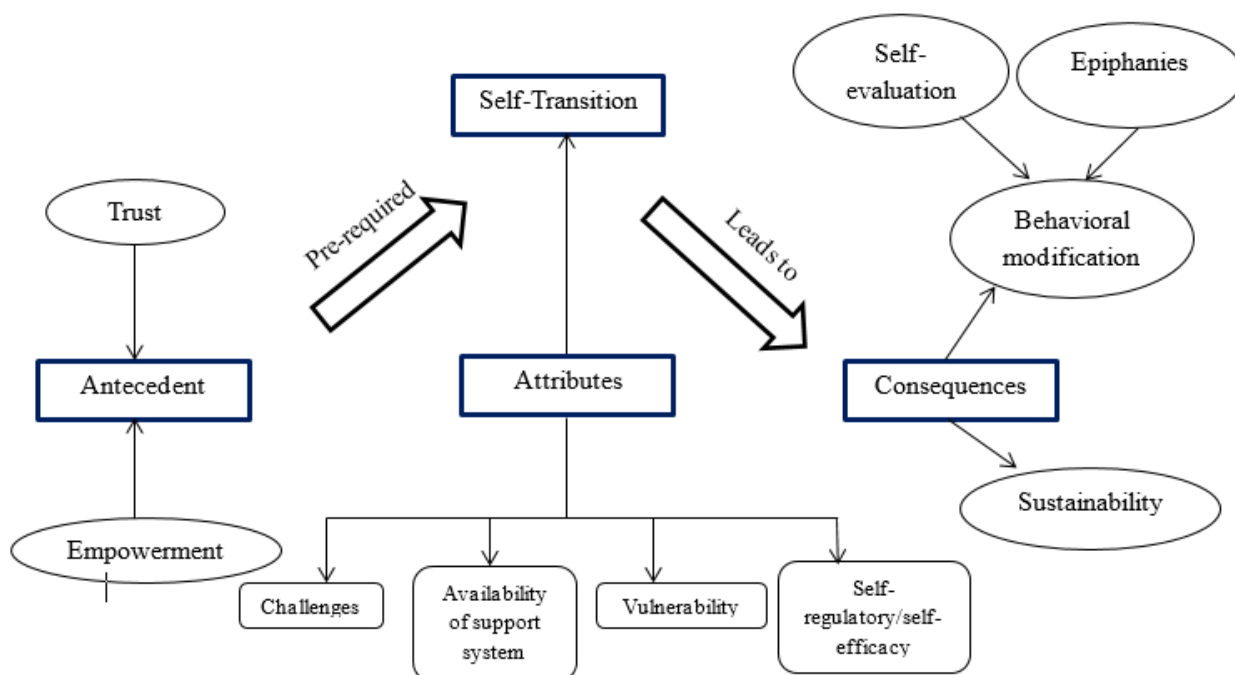 Self-
evaluation
Epiphanies
Self-Transition
Trust
Pre-required
Leads to
Behavioral
modification
Antecedent
Attributes
Consequences
Sustainability
Empowerment
Challenges
Availability
of support
system
Vulnerability
Self-
regulatory/self-
efficacy